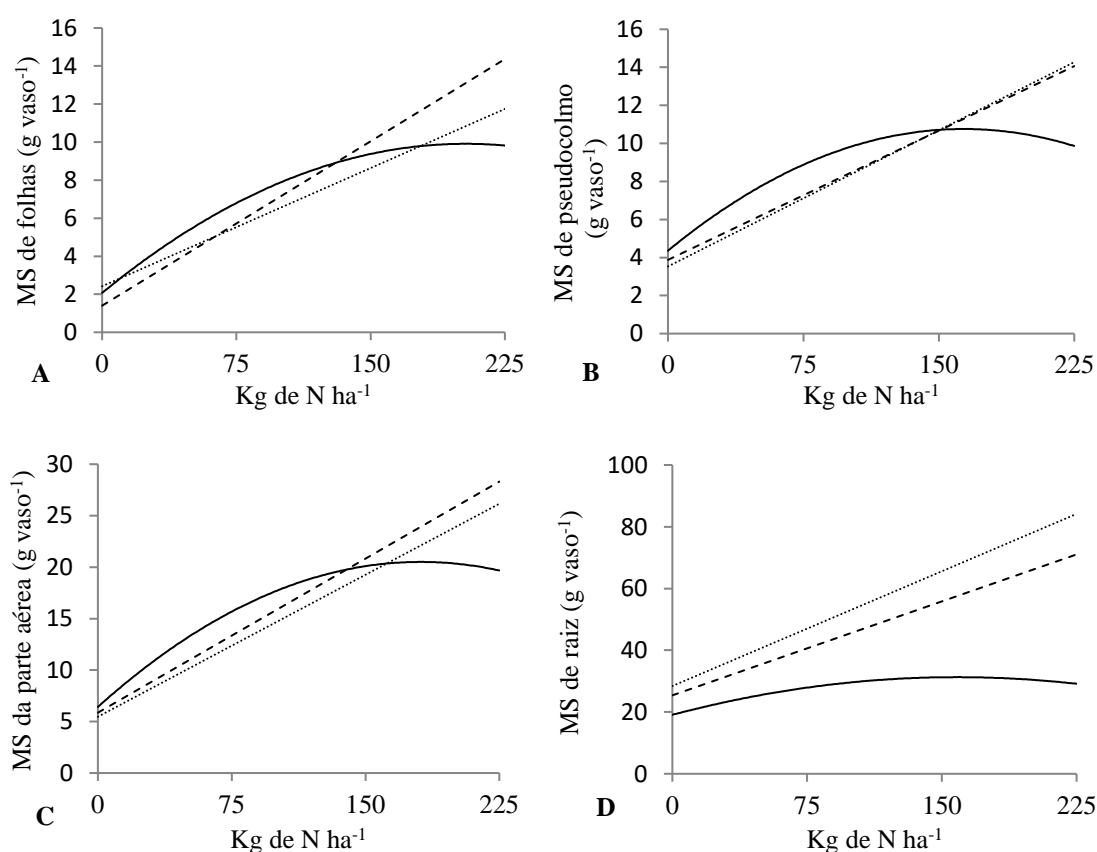 16
14
12
10
8
6
4
2
0
MS de folhas (g vaso-1)
0 75 150 225
A
Kg de N ha-1
16
14
12
10
8
6
4
2
0
MS de pseudocolmo
(g vaso-1)
0 75 150 225
B
Kg de N ha-1
30
25
20
15
10
5
0
MS da parte aérea (g vaso-1)
0 75 150 225
C
Kg de N ha-1
100
80
60
40
20
0
MS de raiz (g vaso-1)
0 75 150 225
D
Kg de N ha-1